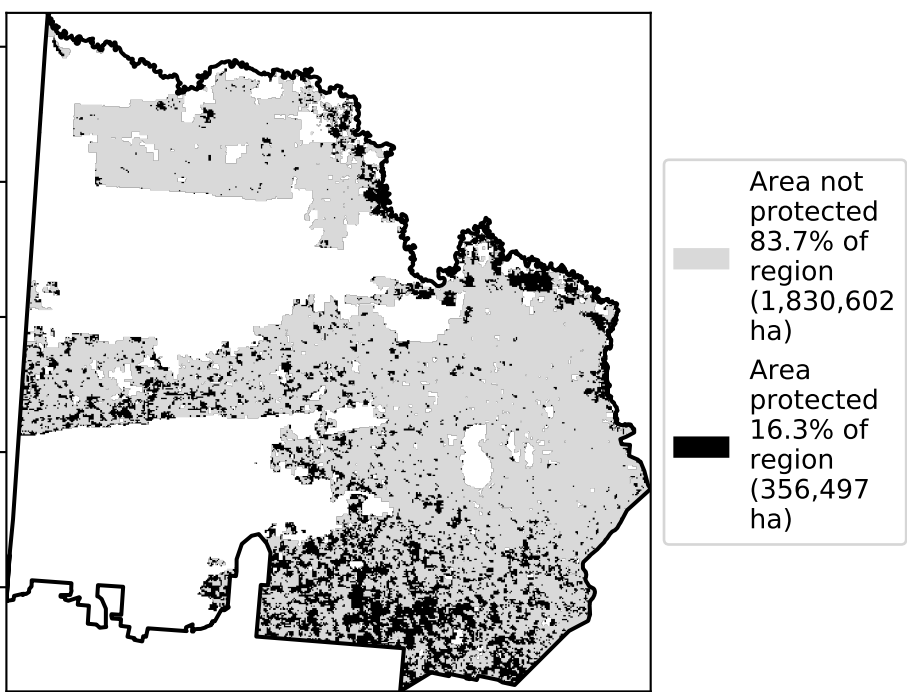 Area not
protected
83.7% of
region
(1,830,602
ha)
Area
protected
16.3% of
region
(356,497
ha)